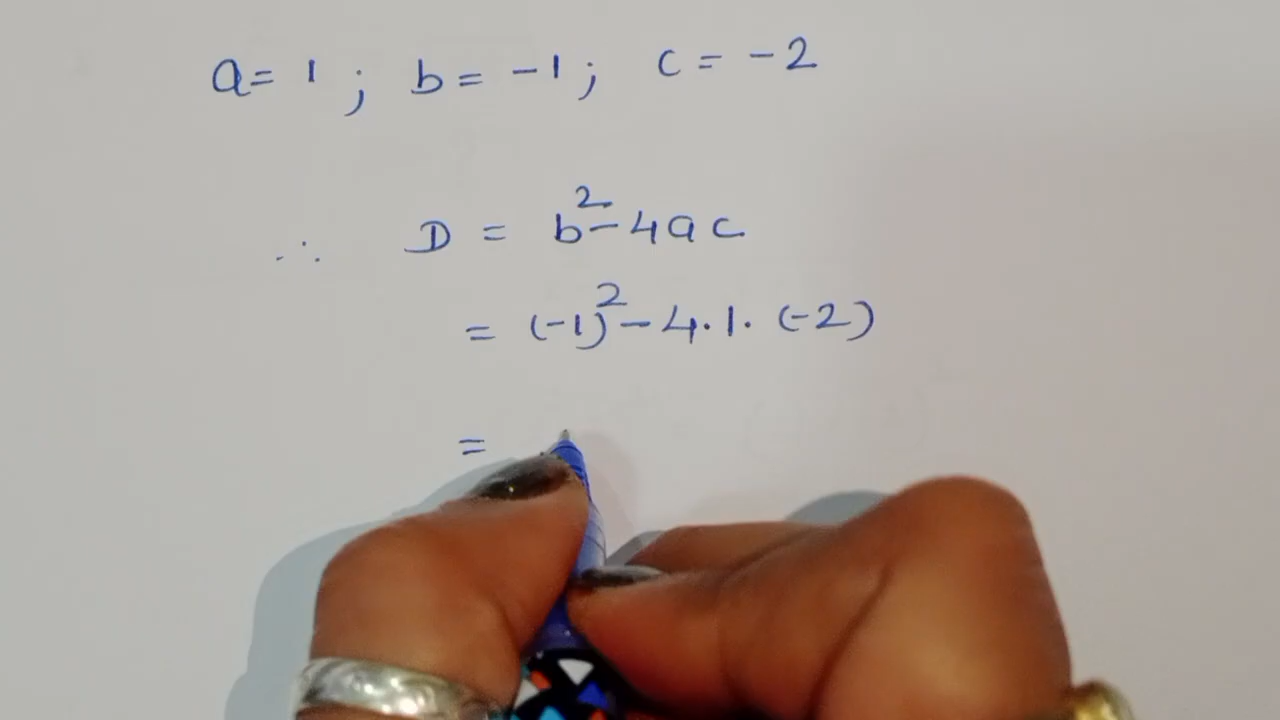 a = 1 ; b = -1 ; c = -2
∴ D = b² - 4ac
= (-1)² - 4.1.(-2)
=